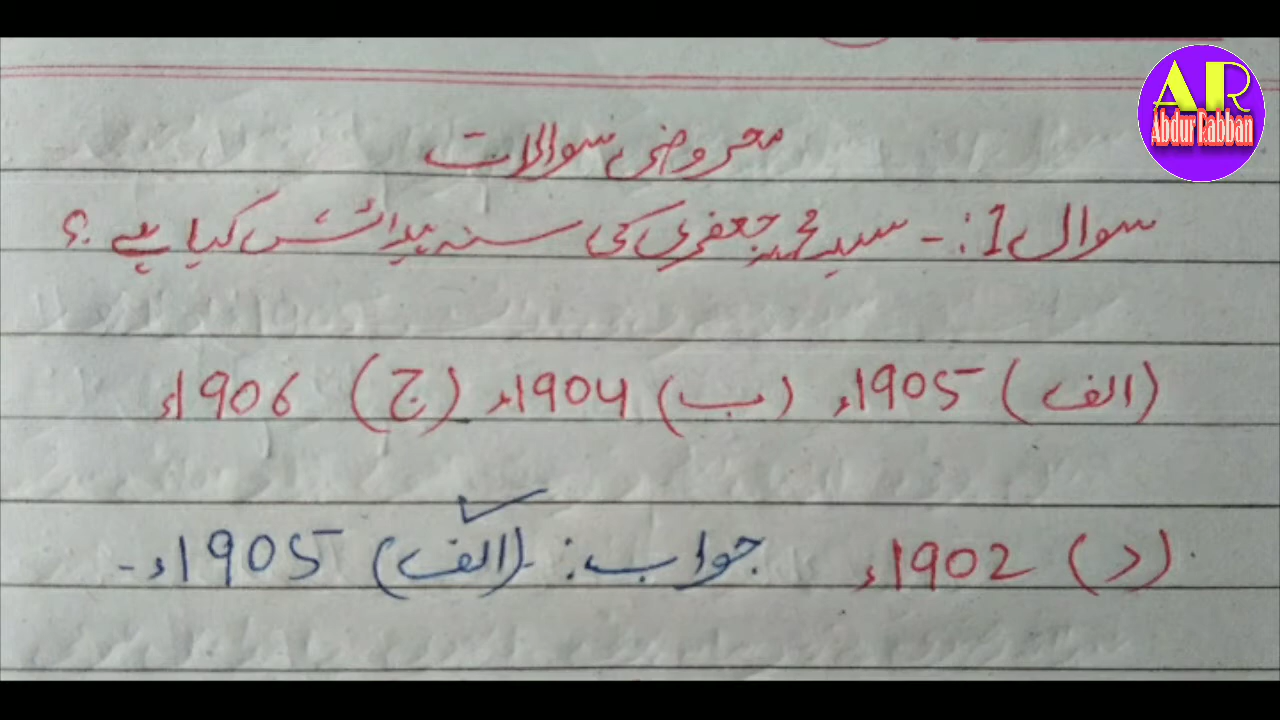 AR
Abdur Rabban
معروضی سوالات
سوال 1:- سید محمد جعفری کی سنہ پیدائش کیا ہے ؟
(الف) 1905ء (ب) 1904ء (ج) 1906ء
(د) 1902ء جواب: (الف) 1905ء-